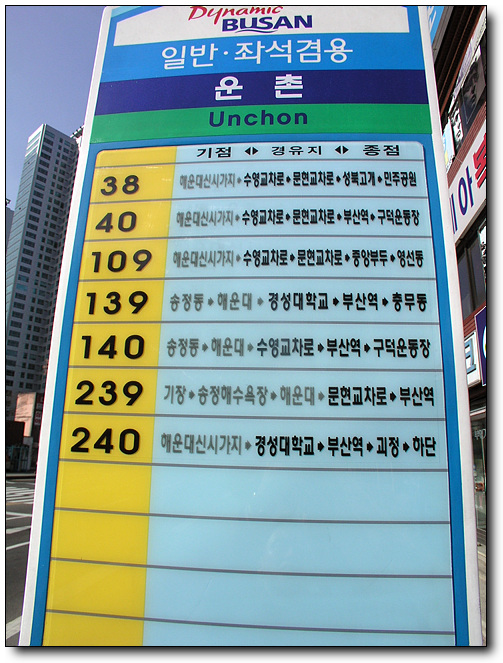 Dynamic
BUSAN
일반·좌석겸용
운 촌
Unchon
기점 ◀▶ 경유지 ◀▶ 종점
38 해운대신시가지➧수영교차로➧문현교차로➧성북고개➧민주공원
40 해운대신시가지➧수영교차로➧문현교차로➧부산역➧구덕운동장
109 해운대신시가지➧수영교차로➧문현교차로➧중앙부두➧영선동
139 송정동➧해운대➧경성대학교➧부산역➧충무동
140 송정동➧해운대➧수영교차로➧부산역➧구덕운동장
239 기장➧송정해수욕장➧해운대➧문현교차로➧부산역
240 해운대신시가지➧경성대학교➧부산역➧괴정➧하단